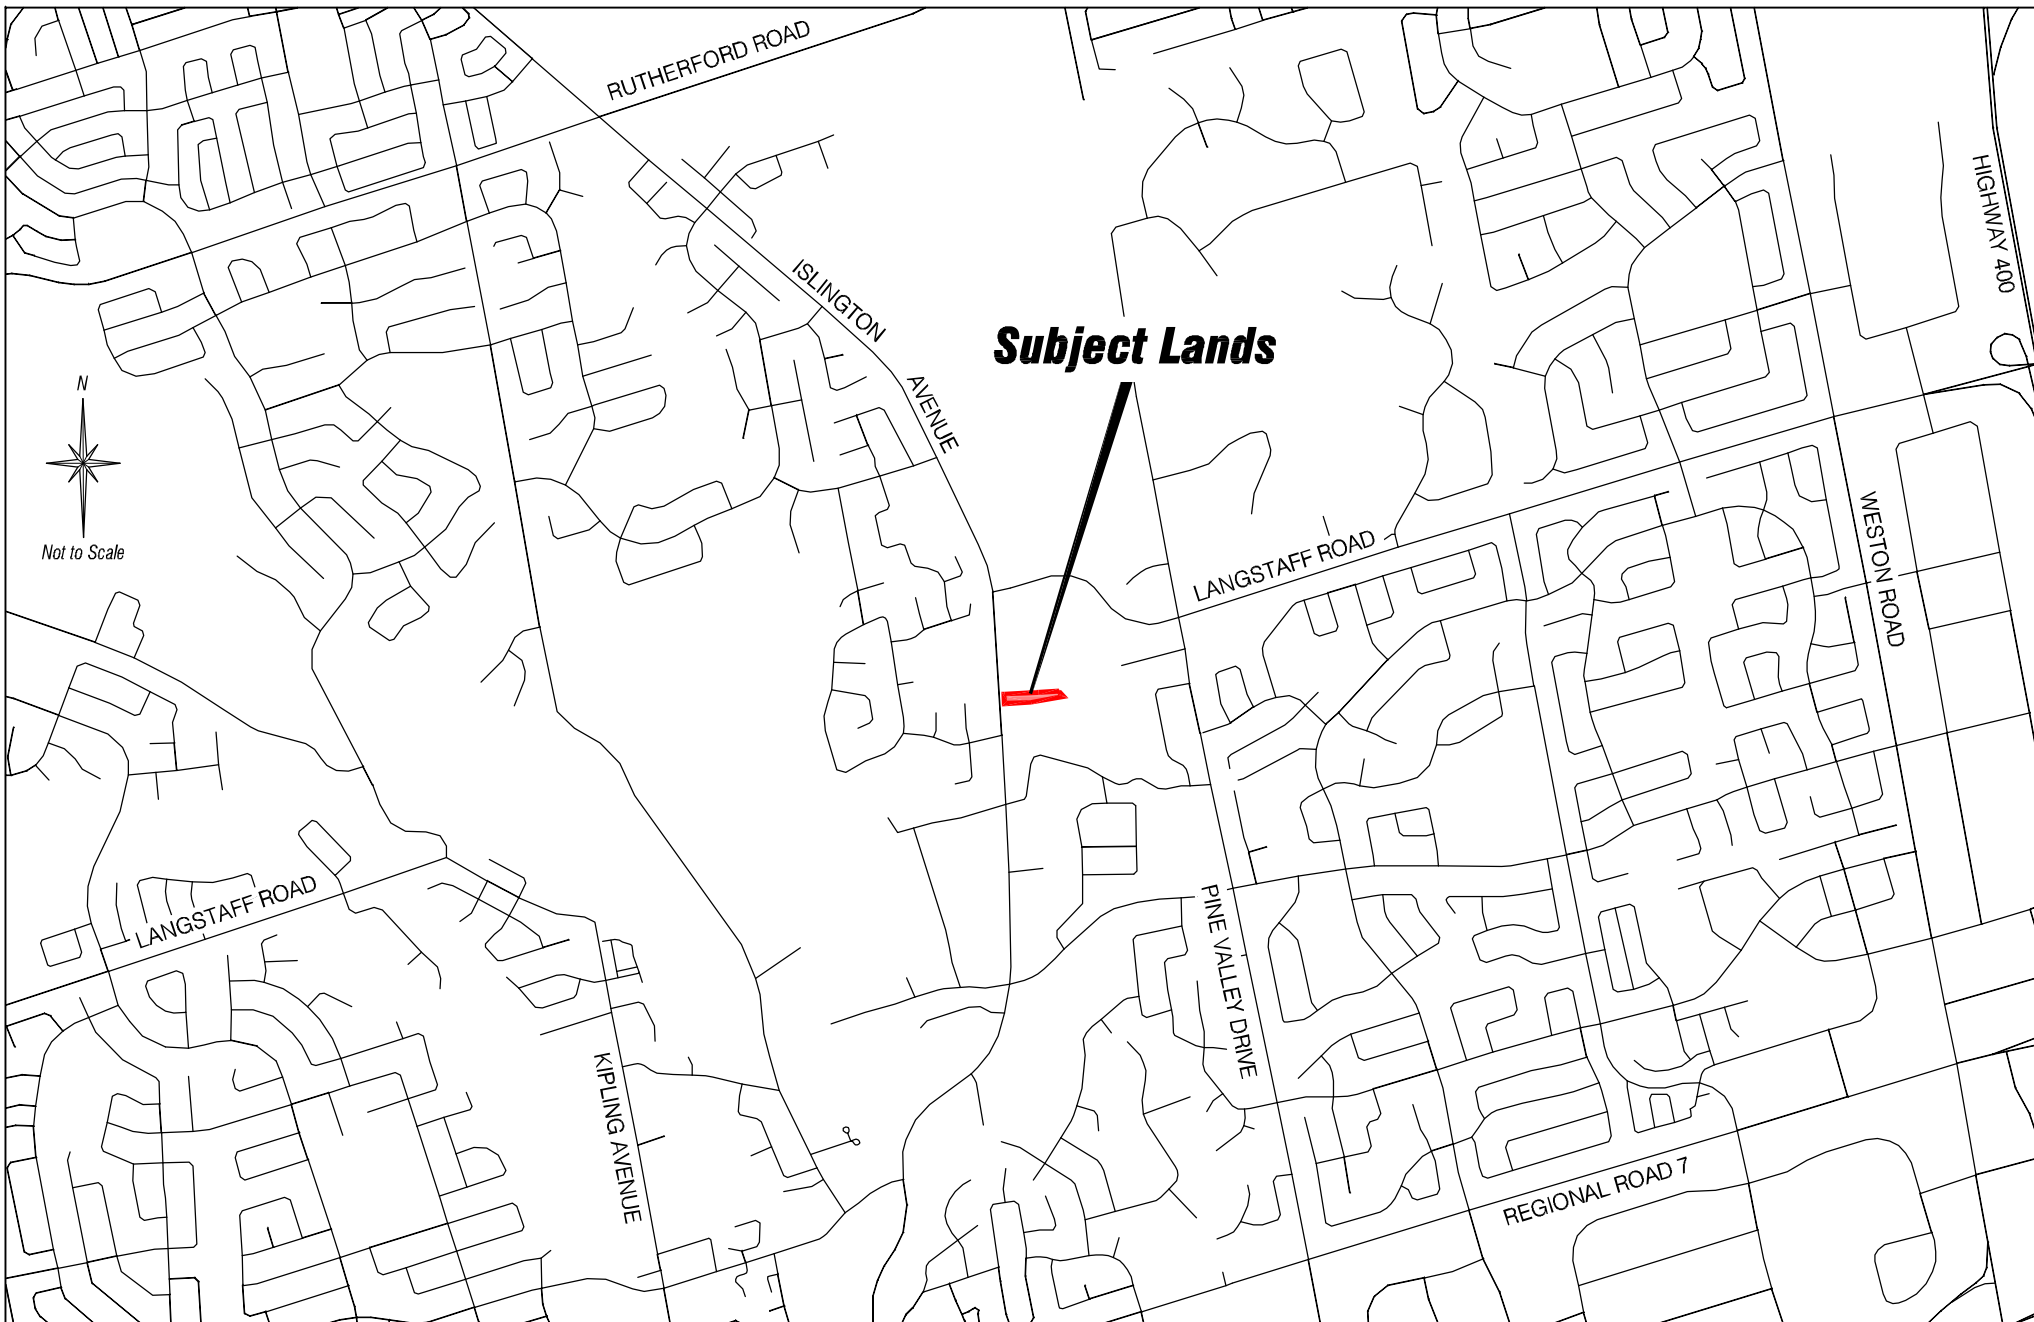 RUTHERFORD ROAD
HIGHWAY 400
ISLINGTON
AVENUE
Subject Lands
N
Not to Scale
LANGSTAFF ROAD
WESTON ROAD
LANGSTAFF ROAD
PINE VALLEY DRIVE
KIPLING AVENUE
REGIONAL ROAD 7